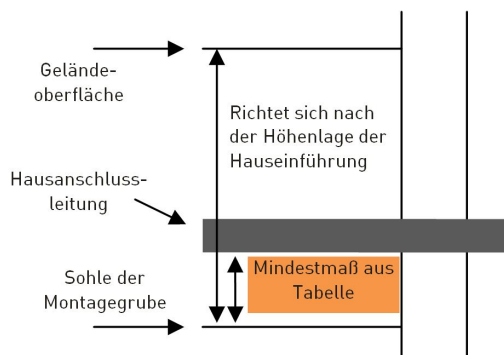 Gelände-
oberfläche
Richtet sich nach
der Höhenlage der
Hauseinführung
Hausanschluss-
leitung
Mindestmaß aus
Tabelle
Sohle der
Montagegrube